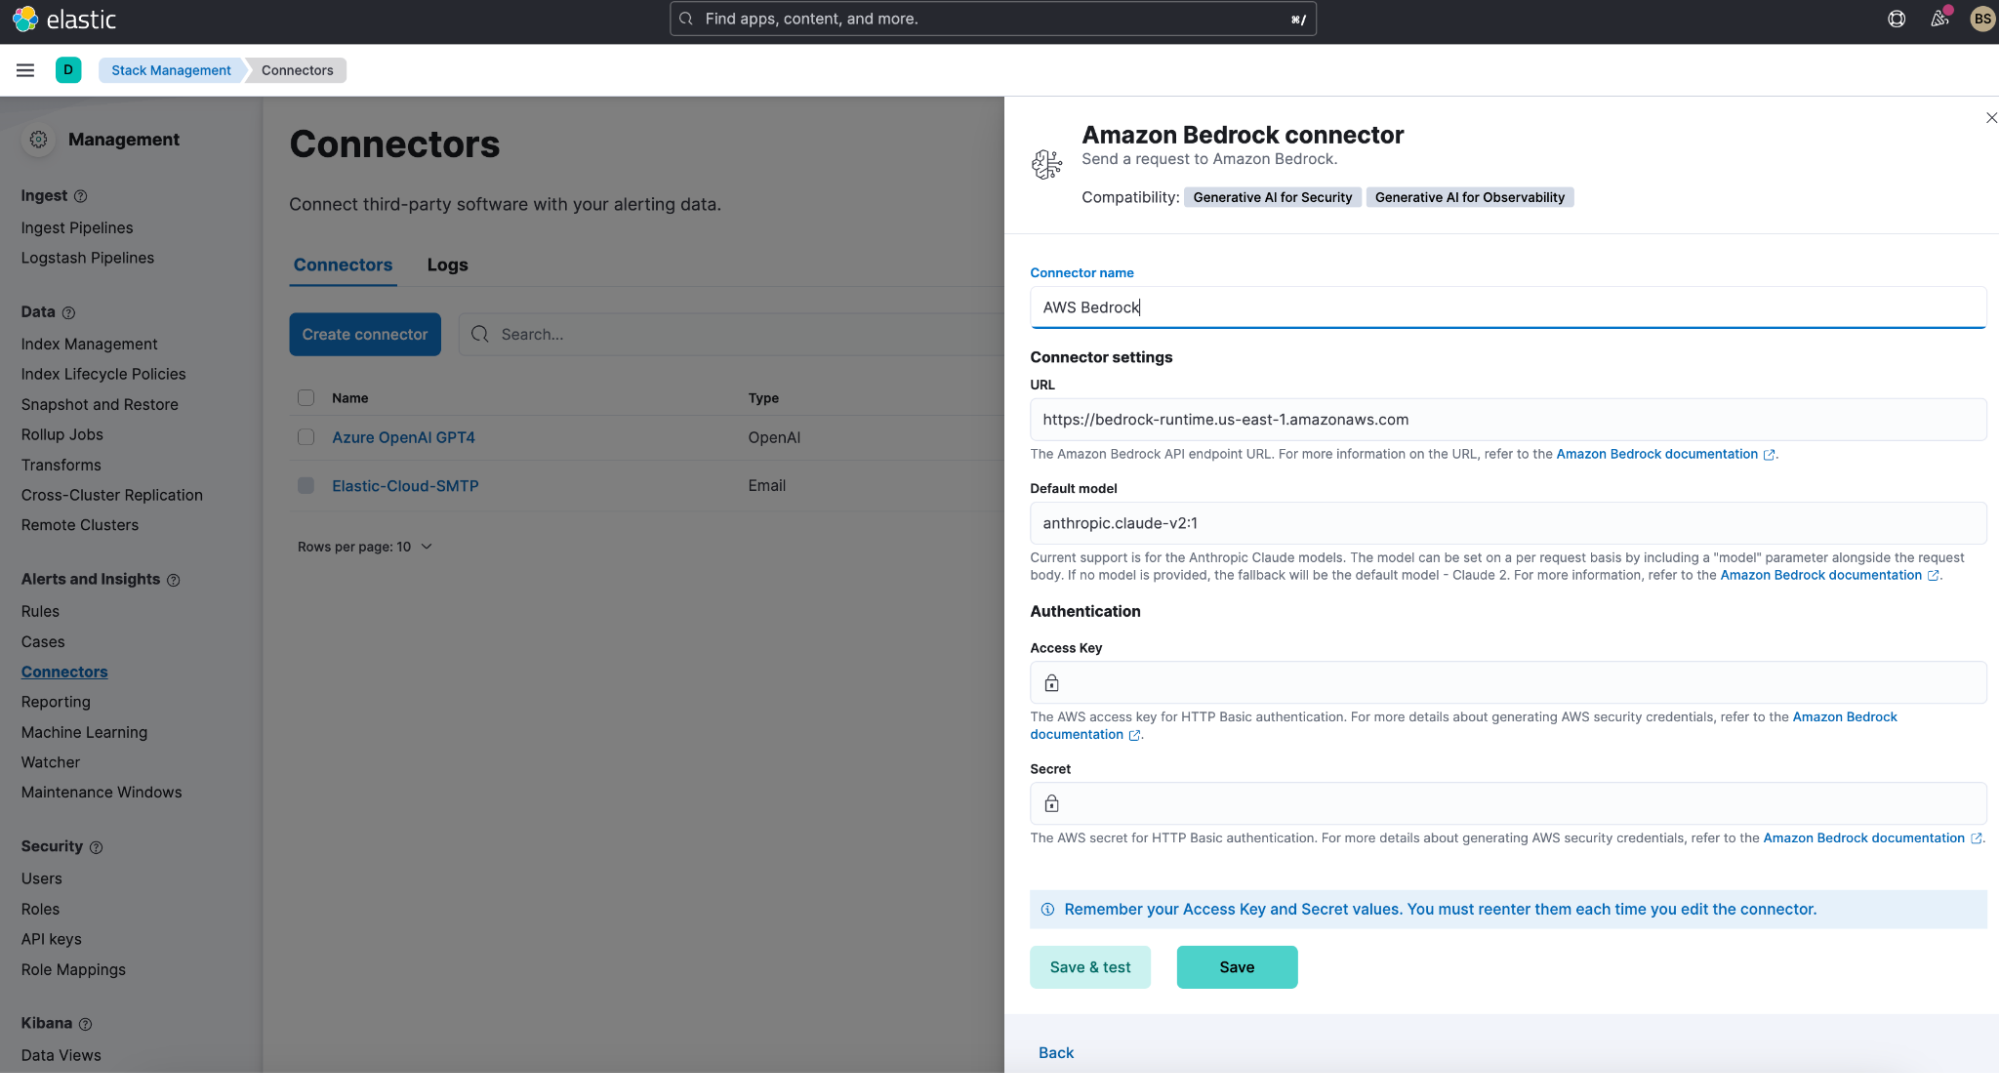 elastic
Find apps, content, and more.
⌘/
BS
D
Stack Management
Connectors
Management
Ingest
Ingest Pipelines
Logstash Pipelines
Data
Index Management
Index Lifecycle Policies
Snapshot and Restore
Rollup Jobs
Transforms
Cross-Cluster Replication
Remote Clusters
Alerts and Insights
Rules
Cases
Connectors
Reporting
Machine Learning
Watcher
Maintenance Windows
Security
Users
Roles
API keys
Role Mappings
Kibana
Data Views
Connectors
Connect third-party software with your alerting data.
Connectors
Logs
Create connector
Search...
Name
Type
Azure OpenAI GPT4
OpenAI
Elastic-Cloud-SMTP
Email
Rows per page: 10
Amazon Bedrock connector
Send a request to Amazon Bedrock.
Compatibility: Generative AI for Security Generative AI for Observability
Connector name
AWS Bedrock
Connector settings
URL
https://bedrock-runtime.us-east-1.amazonaws.com
The Amazon Bedrock API endpoint URL. For more information on the URL, refer to the Amazon Bedrock documentation.
Default model
anthropic.claude-v2:1
Current support is for the Anthropic Claude models. The model can be set on a per request basis by including a "model" parameter alongside the request
body. If no model is provided, the fallback will be the default model - Claude 2. For more information, refer to the Amazon Bedrock documentation.
Authentication
Access Key
The AWS access key for HTTP Basic authentication. For more details about generating AWS security credentials, refer to the Amazon Bedrock
documentation.
Secret
The AWS secret for HTTP Basic authentication. For more details about generating AWS security credentials, refer to the Amazon Bedrock documentation.
Remember your Access Key and Secret values. You must reenter them each time you edit the connector.
Save & test
Save
Back